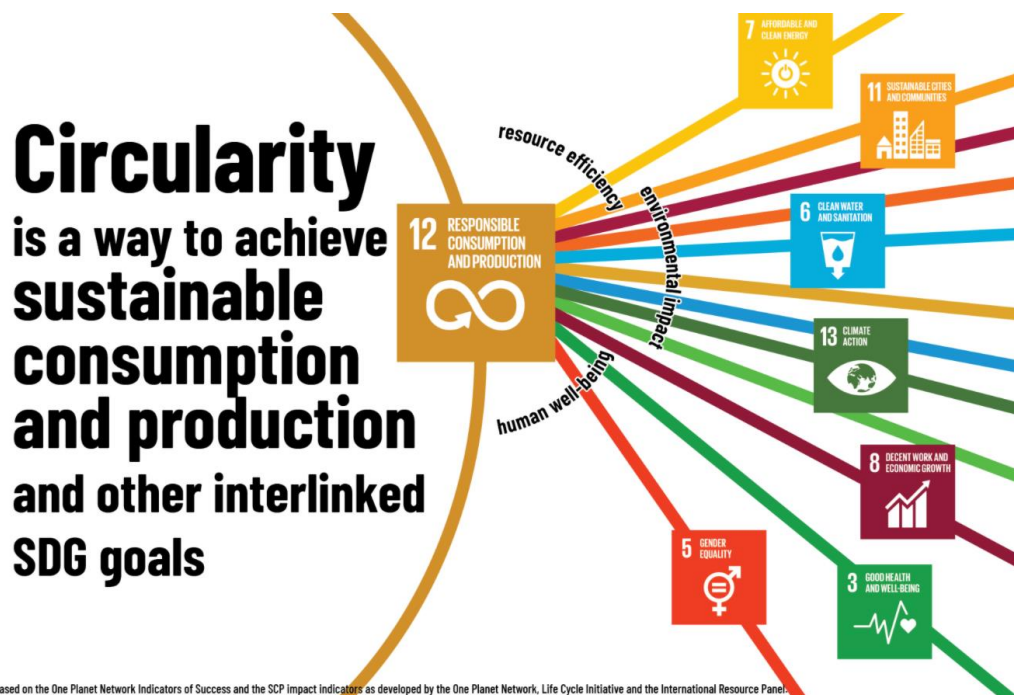 Circularity
is a way to achieve
sustainable
consumption
and production
and other interlinked
SDG goals
12 RESPONSIBLE
CONSUMPTION
AND PRODUCTION
resource efficiency
environmental impact
human well-being
7 AFFORDABLE AND
CLEAN ENERGY
11 SUSTAINABLE CITIES
AND COMMUNITIES
6 CLEAN WATER
AND SANITATION
13 CLIMATE
ACTION
8 DECENT WORK AND
ECONOMIC GROWTH
5 GENDER
EQUALITY
3 GOOD HEALTH
AND WELL-BEING
ased on the One Planet Network Indicators of Success and the SCP impact indicators as developed by the One Planet Network, Life Cycle Initiative and the International Resource Panel.